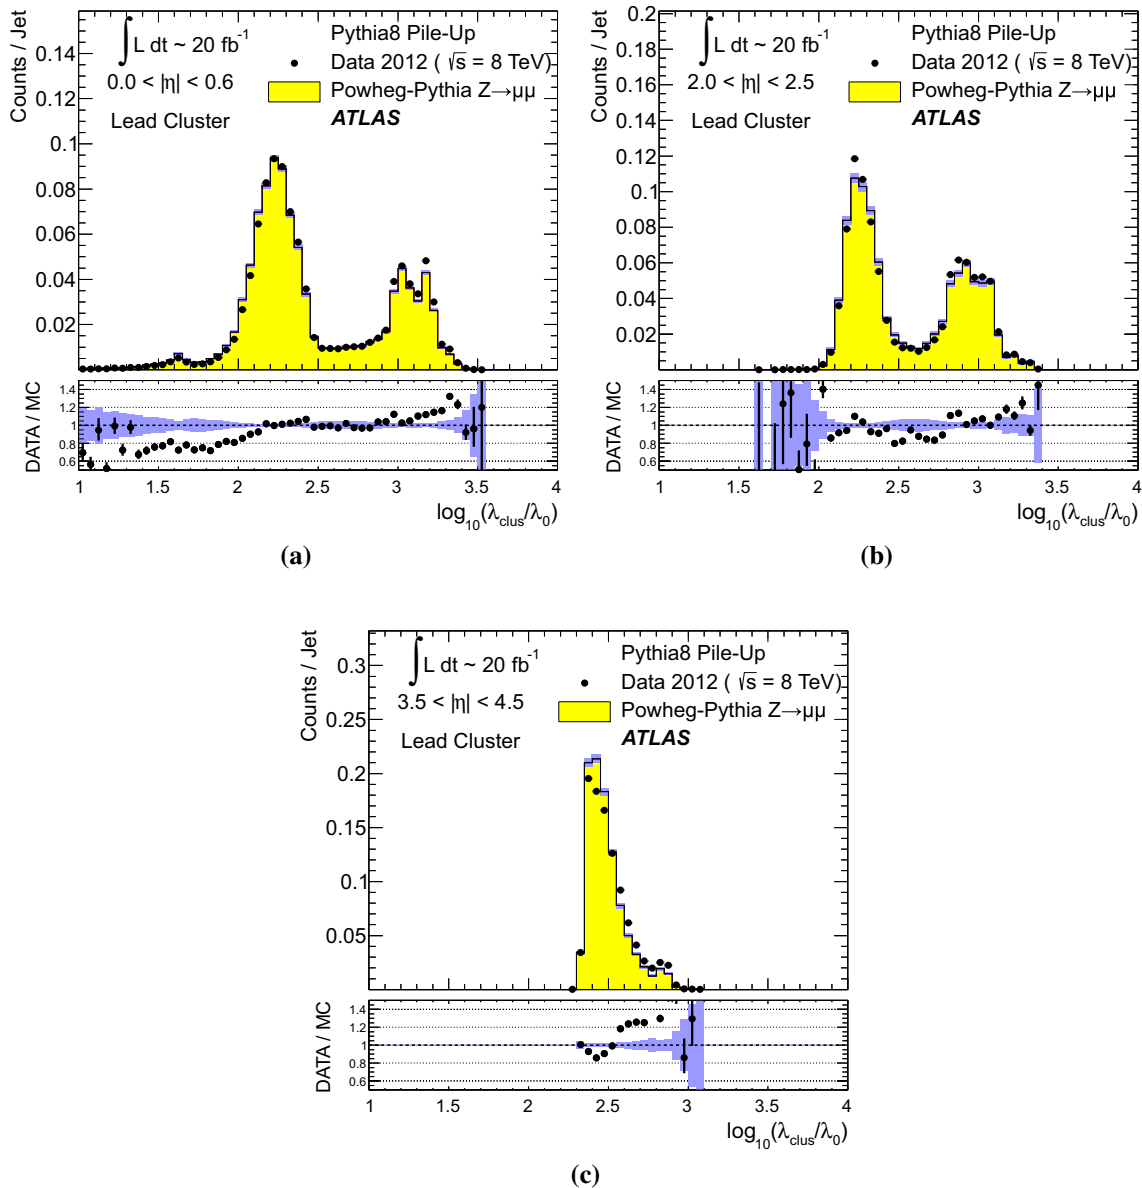 Counts / Jet
0.14
0.12
0.1
0.08
0.06
0.04
0.02
∫L dt ~ 20 fb⁻¹
0.0 < |η| < 0.6
Lead Cluster
Pythia8 Pile-Up
Data 2012 ( √s = 8 TeV)
Powheg-Pythia Z→μμ
ATLAS
DATA / MC
1.4
1.2
1
0.8
0.6
1 1.5 2 2.5 3 3.5 4
log₁₀(λclus/λ₀)
(a)
Counts / Jet
0.2
0.18
0.16
0.14
0.12
0.1
0.08
0.06
0.04
0.02
∫L dt ~ 20 fb⁻¹
2.0 < |η| < 2.5
Lead Cluster
Pythia8 Pile-Up
Data 2012 ( √s = 8 TeV)
Powheg-Pythia Z→μμ
ATLAS
DATA / MC
1.4
1.2
1
0.8
0.6
1 1.5 2 2.5 3 3.5 4
log₁₀(λclus/λ₀)
(b)
Counts / Jet
0.3
0.25
0.2
0.15
0.1
0.05
∫L dt ~ 20 fb⁻¹
3.5 < |η| < 4.5
Lead Cluster
Pythia8 Pile-Up
Data 2012 ( √s = 8 TeV)
Powheg-Pythia Z→μμ
ATLAS
DATA / MC
1.4
1.2
1
0.8
0.6
1 1.5 2 2.5 3 3.5 4
log₁₀(λclus/λ₀)
(c)